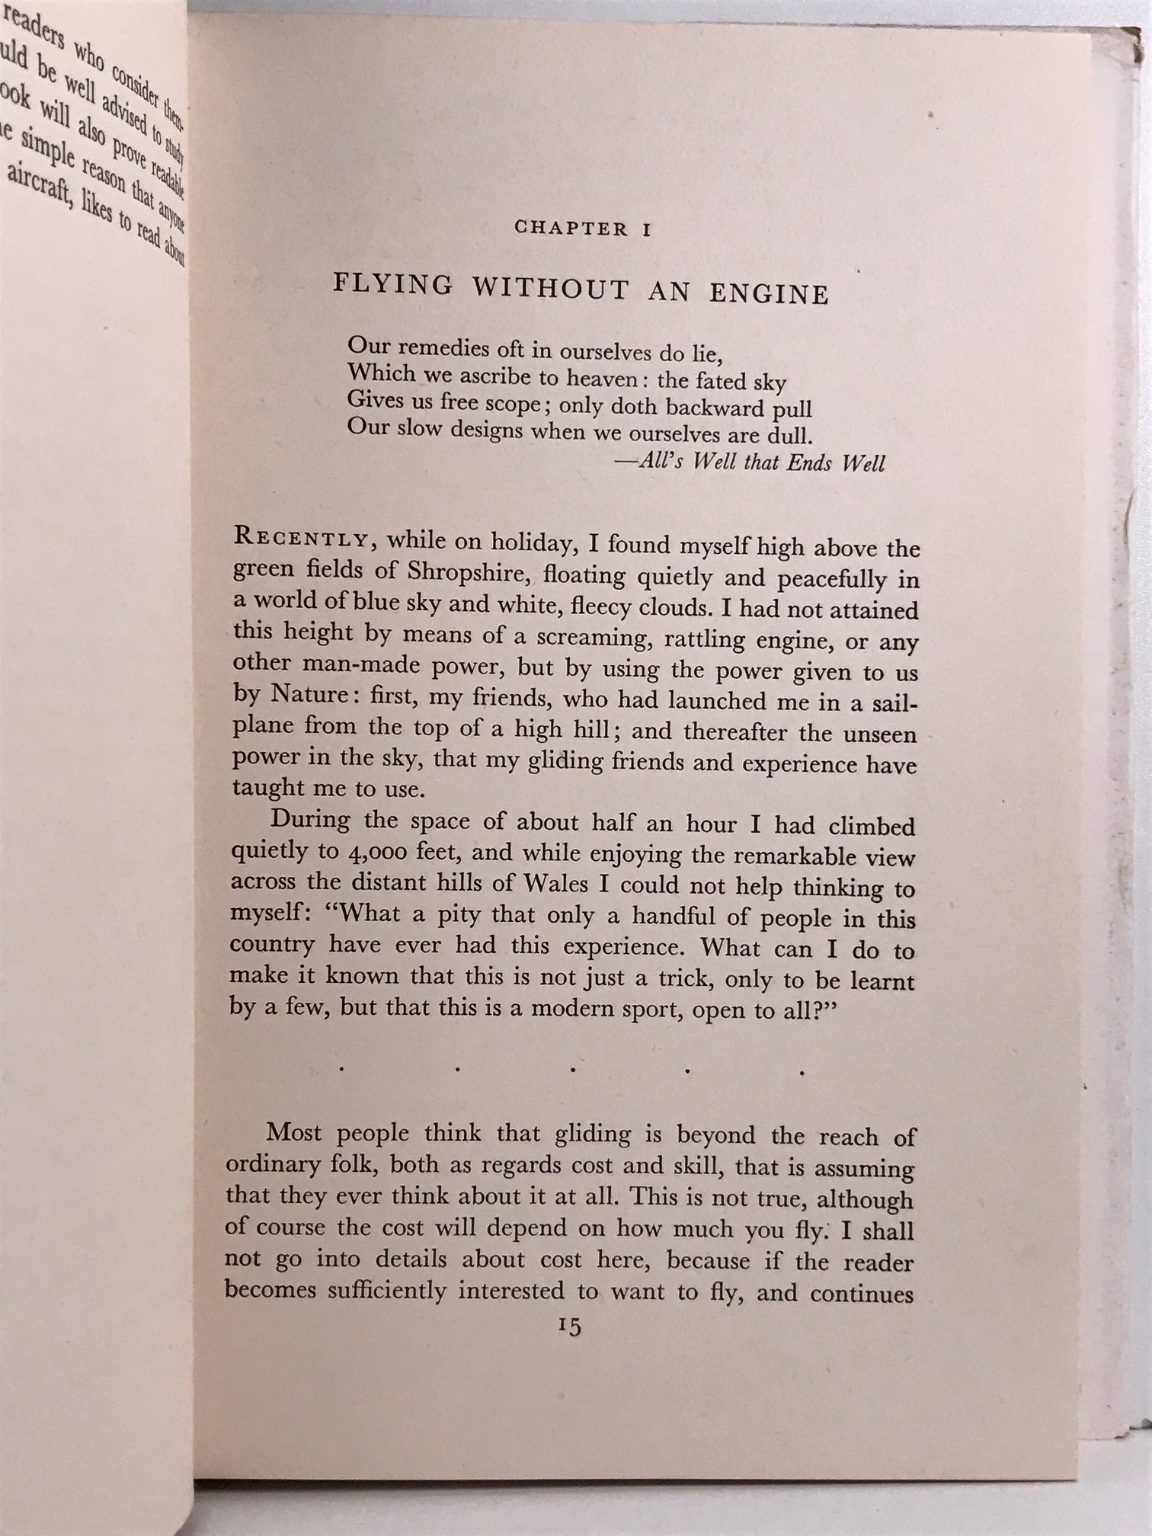 readers who consider them-
uld be well advised to study
ook will also prove readable
e simple reason that anyone
aircraft, likes to read about
CHAPTER I
FLYING WITHOUT AN ENGINE
Our remedies oft in ourselves do lie,
Which we ascribe to heaven: the fated sky
Gives us free scope; only doth backward pull
Our slow designs when we ourselves are dull.
—All's Well that Ends Well
RECENTLY, while on holiday, I found myself high above the
green fields of Shropshire, floating quietly and peacefully in
a world of blue sky and white, fleecy clouds. I had not attained
this height by means of a screaming, rattling engine, or any
other man-made power, but by using the power given to us
by Nature: first, my friends, who had launched me in a sail-
plane from the top of a high hill; and thereafter the unseen
power in the sky, that my gliding friends and experience have
taught me to use.
During the space of about half an hour I had climbed
quietly to 4,000 feet, and while enjoying the remarkable view
across the distant hills of Wales I could not help thinking to
myself: “What a pity that only a handful of people in this
country have ever had this experience. What can I do to
make it known that this is not just a trick, only to be learnt
by a few, but that this is a modern sport, open to all?”
. . . . .
Most people think that gliding is beyond the reach of
ordinary folk, both as regards cost and skill, that is assuming
that they ever think about it at all. This is not true, although
of course the cost will depend on how much you fly. I shall
not go into details about cost here, because if the reader
becomes sufficiently interested to want to fly, and continues
15